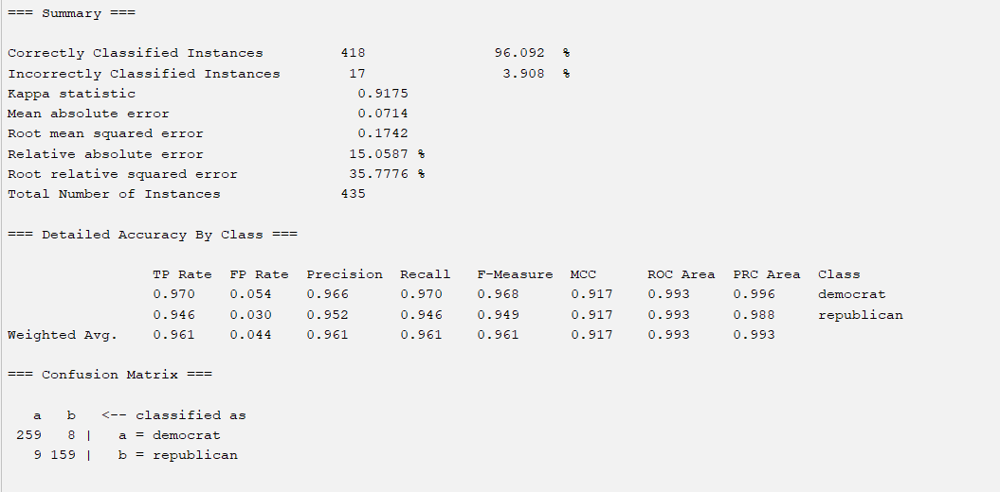 === Summary ===
Correctly Classified Instances 418 96.092 %
Incorrectly Classified Instances 17 3.908 %
Kappa statistic 0.9175
Mean absolute error 0.0714
Root mean squared error 0.1742
Relative absolute error 15.0587 %
Root relative squared error 35.7776 %
Total Number of Instances 435
=== Detailed Accuracy By Class ===
TP Rate FP Rate Precision Recall F-Measure MCC ROC Area PRC Area Class
0.970 0.054 0.966 0.970 0.968 0.917 0.993 0.996 democrat
0.946 0.030 0.952 0.946 0.949 0.917 0.993 0.988 republican
Weighted Avg. 0.961 0.044 0.961 0.961 0.961 0.917 0.993 0.993
=== Confusion Matrix ===
a b <-- classified as
259 8 | a = democrat
9 159 | b = republican